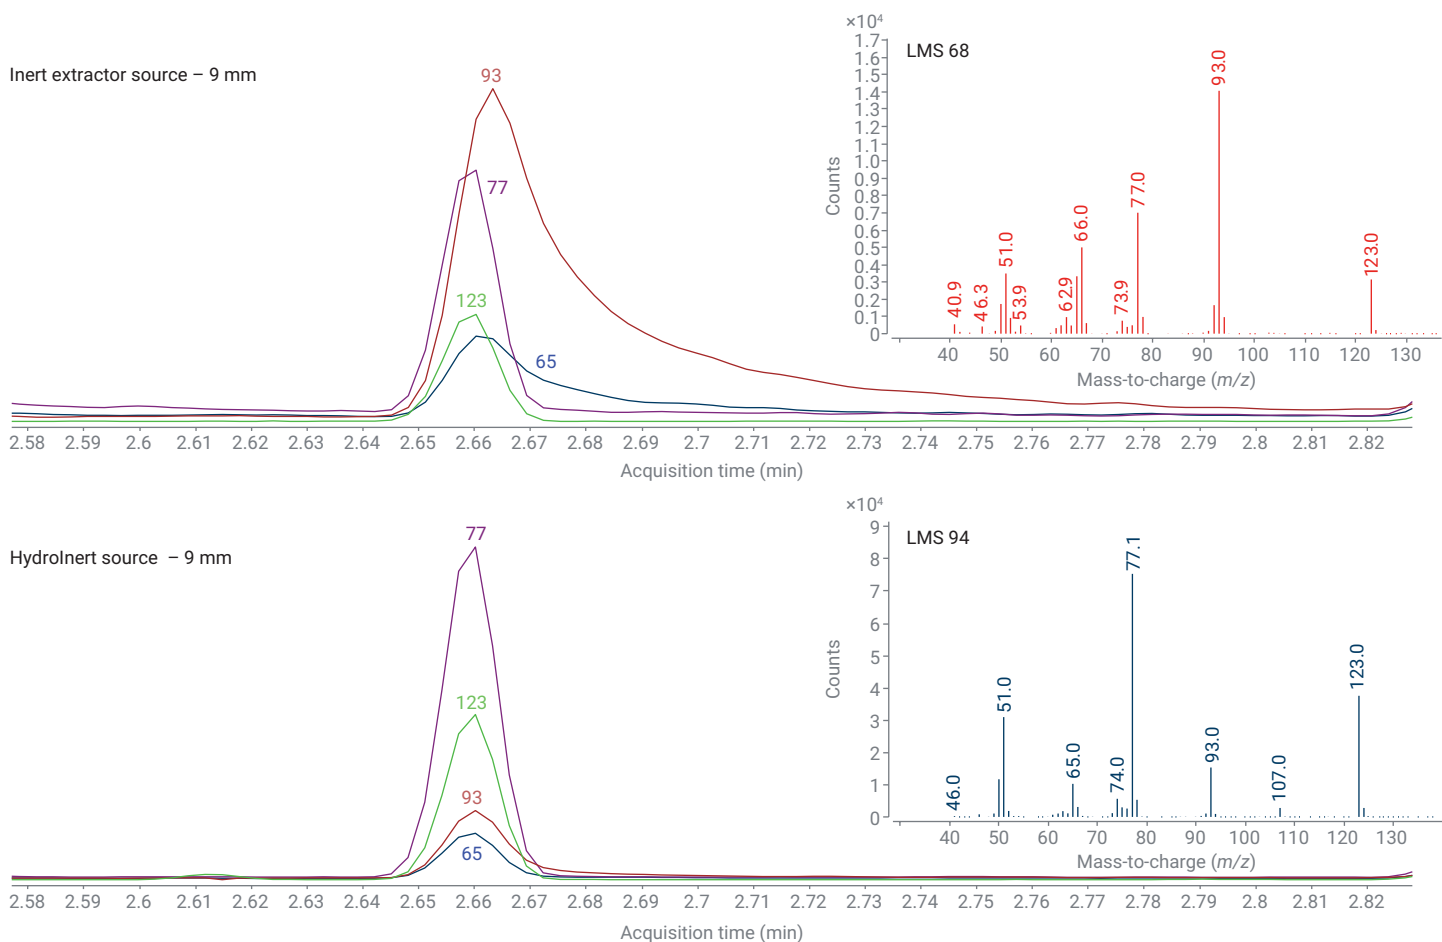 Inert extractor source – 9 mm
93
77
123
65
2.58 2.59 2.6 2.61 2.62 2.63 2.64 2.65 2.66 2.67 2.68 2.69 2.7 2.71 2.72 2.73 2.74 2.75 2.76 2.77 2.78 2.79 2.8 2.81 2.82
Acquisition time (min)
×10⁴
LMS 68
1.7
1.6
1.5
1.4
1.3
1.2
1.1
1.0
0.9
0.8
0.7
0.6
0.5
0.4
0.3
0.2
0.1
0
Counts
40.9 46.3 51.0 53.9 62.9 66.0 73.9 77.0 93.0 123.0
40 50 60 70 80 90 100 110 120 130
Mass-to-charge (m/z)
HydroInert source – 9 mm
77
123
93
65
2.58 2.59 2.6 2.61 2.62 2.63 2.64 2.65 2.66 2.67 2.68 2.69 2.7 2.71 2.72 2.73 2.74 2.75 2.76 2.77 2.78 2.79 2.8 2.81 2.82
Acquisition time (min)
×10⁴
LMS 94
9
8
7
6
5
4
3
2
1
0
Counts
46.0 51.0 65.0 74.0 77.1 93.0 107.0 123.0
40 50 60 70 80 90 100 110 120 130
Mass-to-charge (m/z)